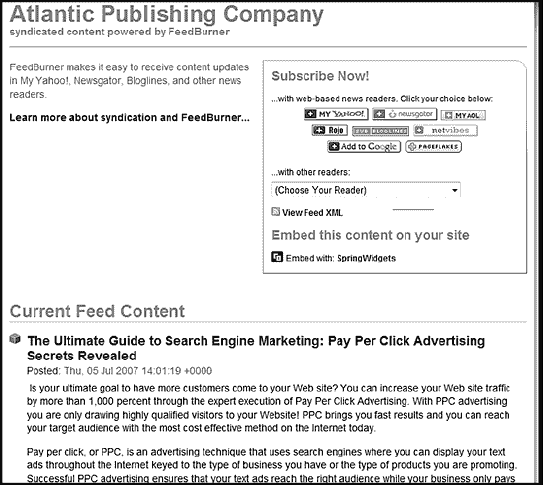 Atlantic Publishing Company
syndicated content powered by FeedBurner
FeedBurner makes it easy to receive content updates
in My Yahoo!, Newsgator, Bloglines, and other news
readers.
Learn more about syndication and FeedBurner...
Subscribe Now!
...with web-based news readers. Click your choice below:
MY YAHOO! newsgator MY AOL
Rojo SUB BLOGLINES netvibes
Add to Google PAGEFLAKES
...with other readers:
(Choose Your Reader)
View Feed XML
Embed this content on your site
Embed with: SpringWidgets
Current Feed Content
The Ultimate Guide to Search Engine Marketing: Pay Per Click Advertising
Secrets Revealed
Posted: Thu, 05 Jul 2007 14:01:19 +0000
Is your ultimate goal to have more customers come to your Web site? You can increase your Web site traffic
by more than 1,000 percent through the expert execution of Pay Per Click Advertising. With PPC advertising
you are only drawing highly qualified visitors to your Website! PPC brings you fast results and you can reach
your target audience with the most cost effective method on the Internet today.
Pay per click, or PPC, is an advertising technique that uses search engines where you can display your text
ads throughout the Internet keyed to the type of business you have or the type of products you are promoting.
Successful PPC advertising ensures that your text ads reach the right audience while your business only pays